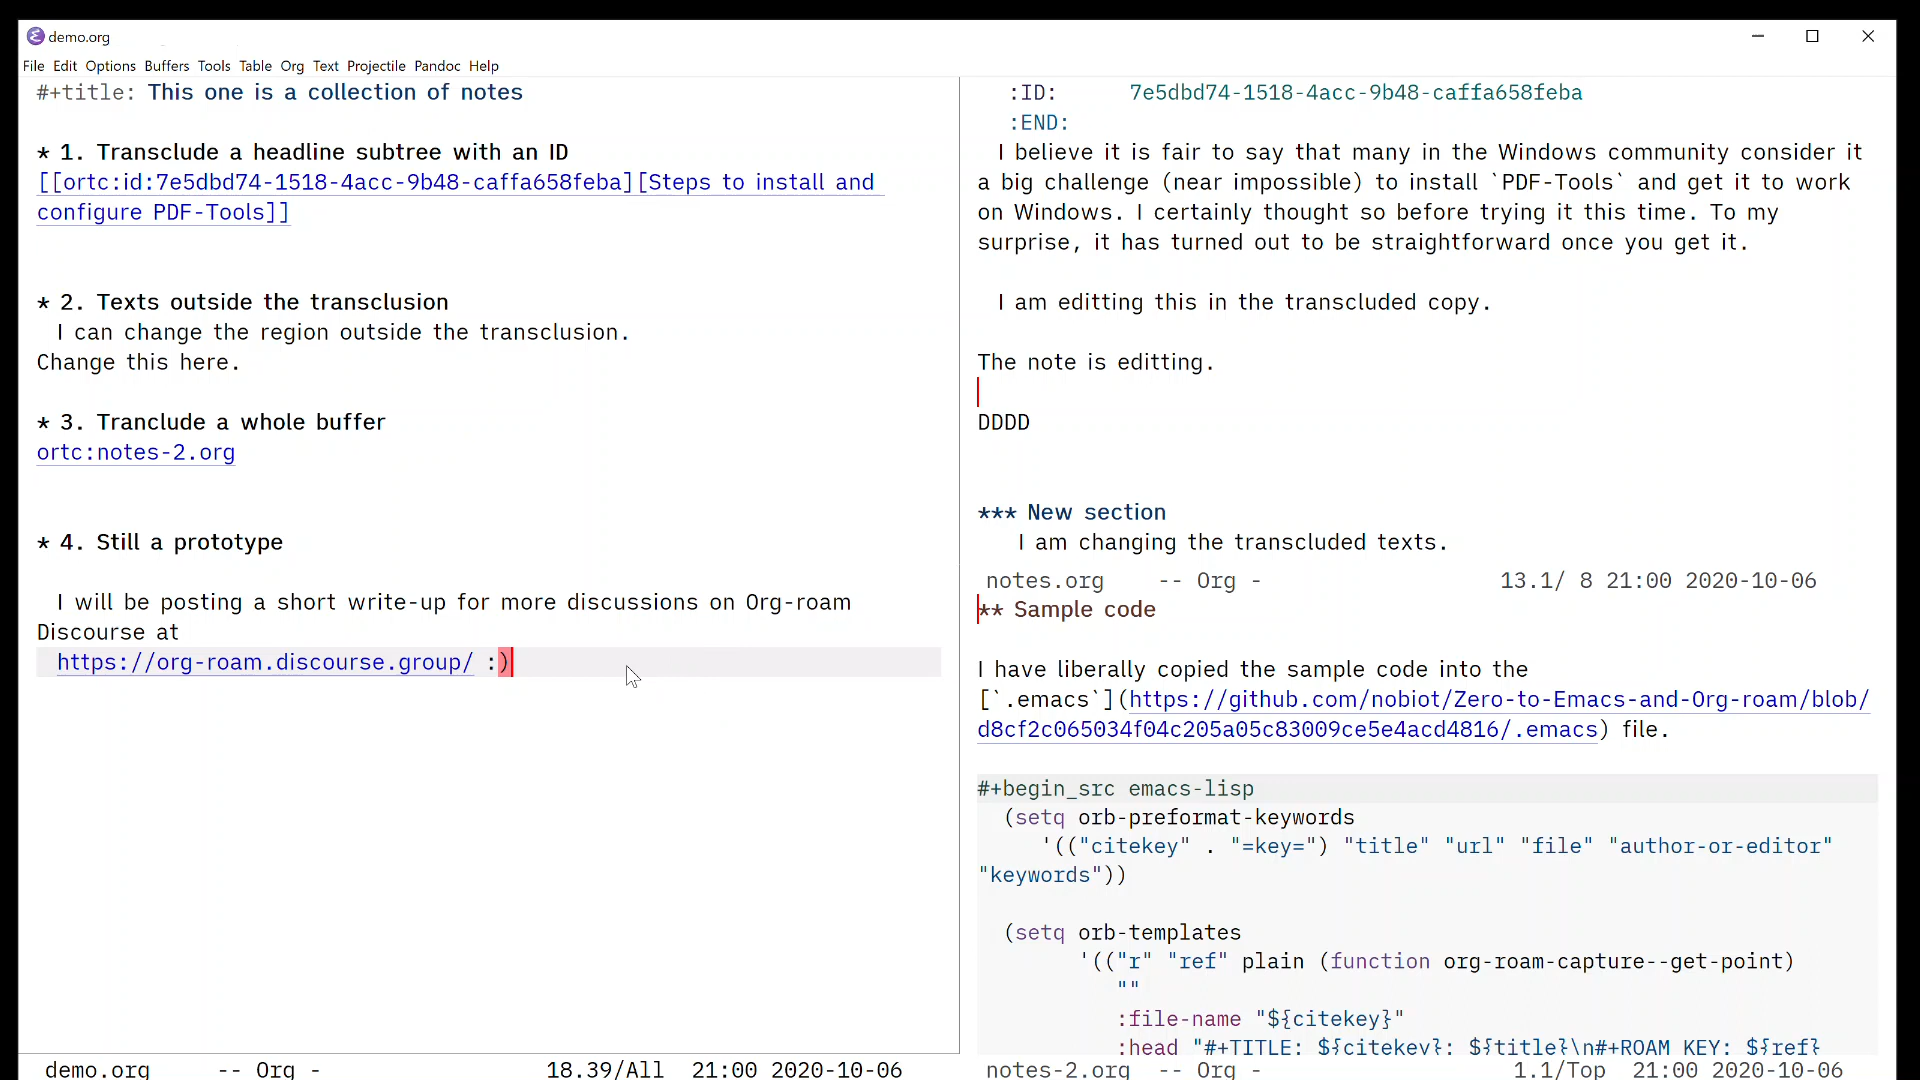 demo.org
File Edit Options Buffers Tools Table Org Text Projectile Pandoc Help
#+title: This one is a collection of notes
* 1. Transclude a headline subtree with an ID
[[ortc:id:7e5dbd74-1518-4acc-9b48-caffa658feba][Steps to install and
configure PDF-Tools]]
* 2. Texts outside the transclusion
I can change the region outside the transclusion.
Change this here.
* 3. Tranclude a whole buffer
ortc:notes-2.org
* 4. Still a prototype
I will be posting a short write-up for more discussions on Org-roam
Discourse at
https://org-roam.discourse.group/ :)
demo.org -- Org - 18.39/All 21:00 2020-10-06
:ID: 7e5dbd74-1518-4acc-9b48-caffa658feba
:END:
I believe it is fair to say that many in the Windows community consider it
a big challenge (near impossible) to install `PDF-Tools` and get it to work
on Windows. I certainly thought so before trying it this time. To my
surprise, it has turned out to be straightforward once you get it.
I am editting this in the transcluded copy.
The note is editting.
DDDD
*** New section
I am changing the transcluded texts.
notes.org -- Org - 13.1/ 8 21:00 2020-10-06
** Sample code
I have liberally copied the sample code into the
[`.emacs`](https://github.com/nobiot/Zero-to-Emacs-and-Org-roam/blob/
d8cf2c065034f04c205a05c83009ce5e4acd4816/.emacs) file.
#+begin_src emacs-lisp
(setq orb-preformat-keywords
'(("citekey" . "=key=") "title" "url" "file" "author-or-editor"
"keywords"))
(setq orb-templates
'(("r" "ref" plain (function org-roam-capture--get-point)
""
:file-name "${citekey}"
:head "#+TITLE: ${citekey}: ${title}\n#+ROAM_KEY: ${ref}
notes-2.org -- Org - 1.1/Top 21:00 2020-10-06